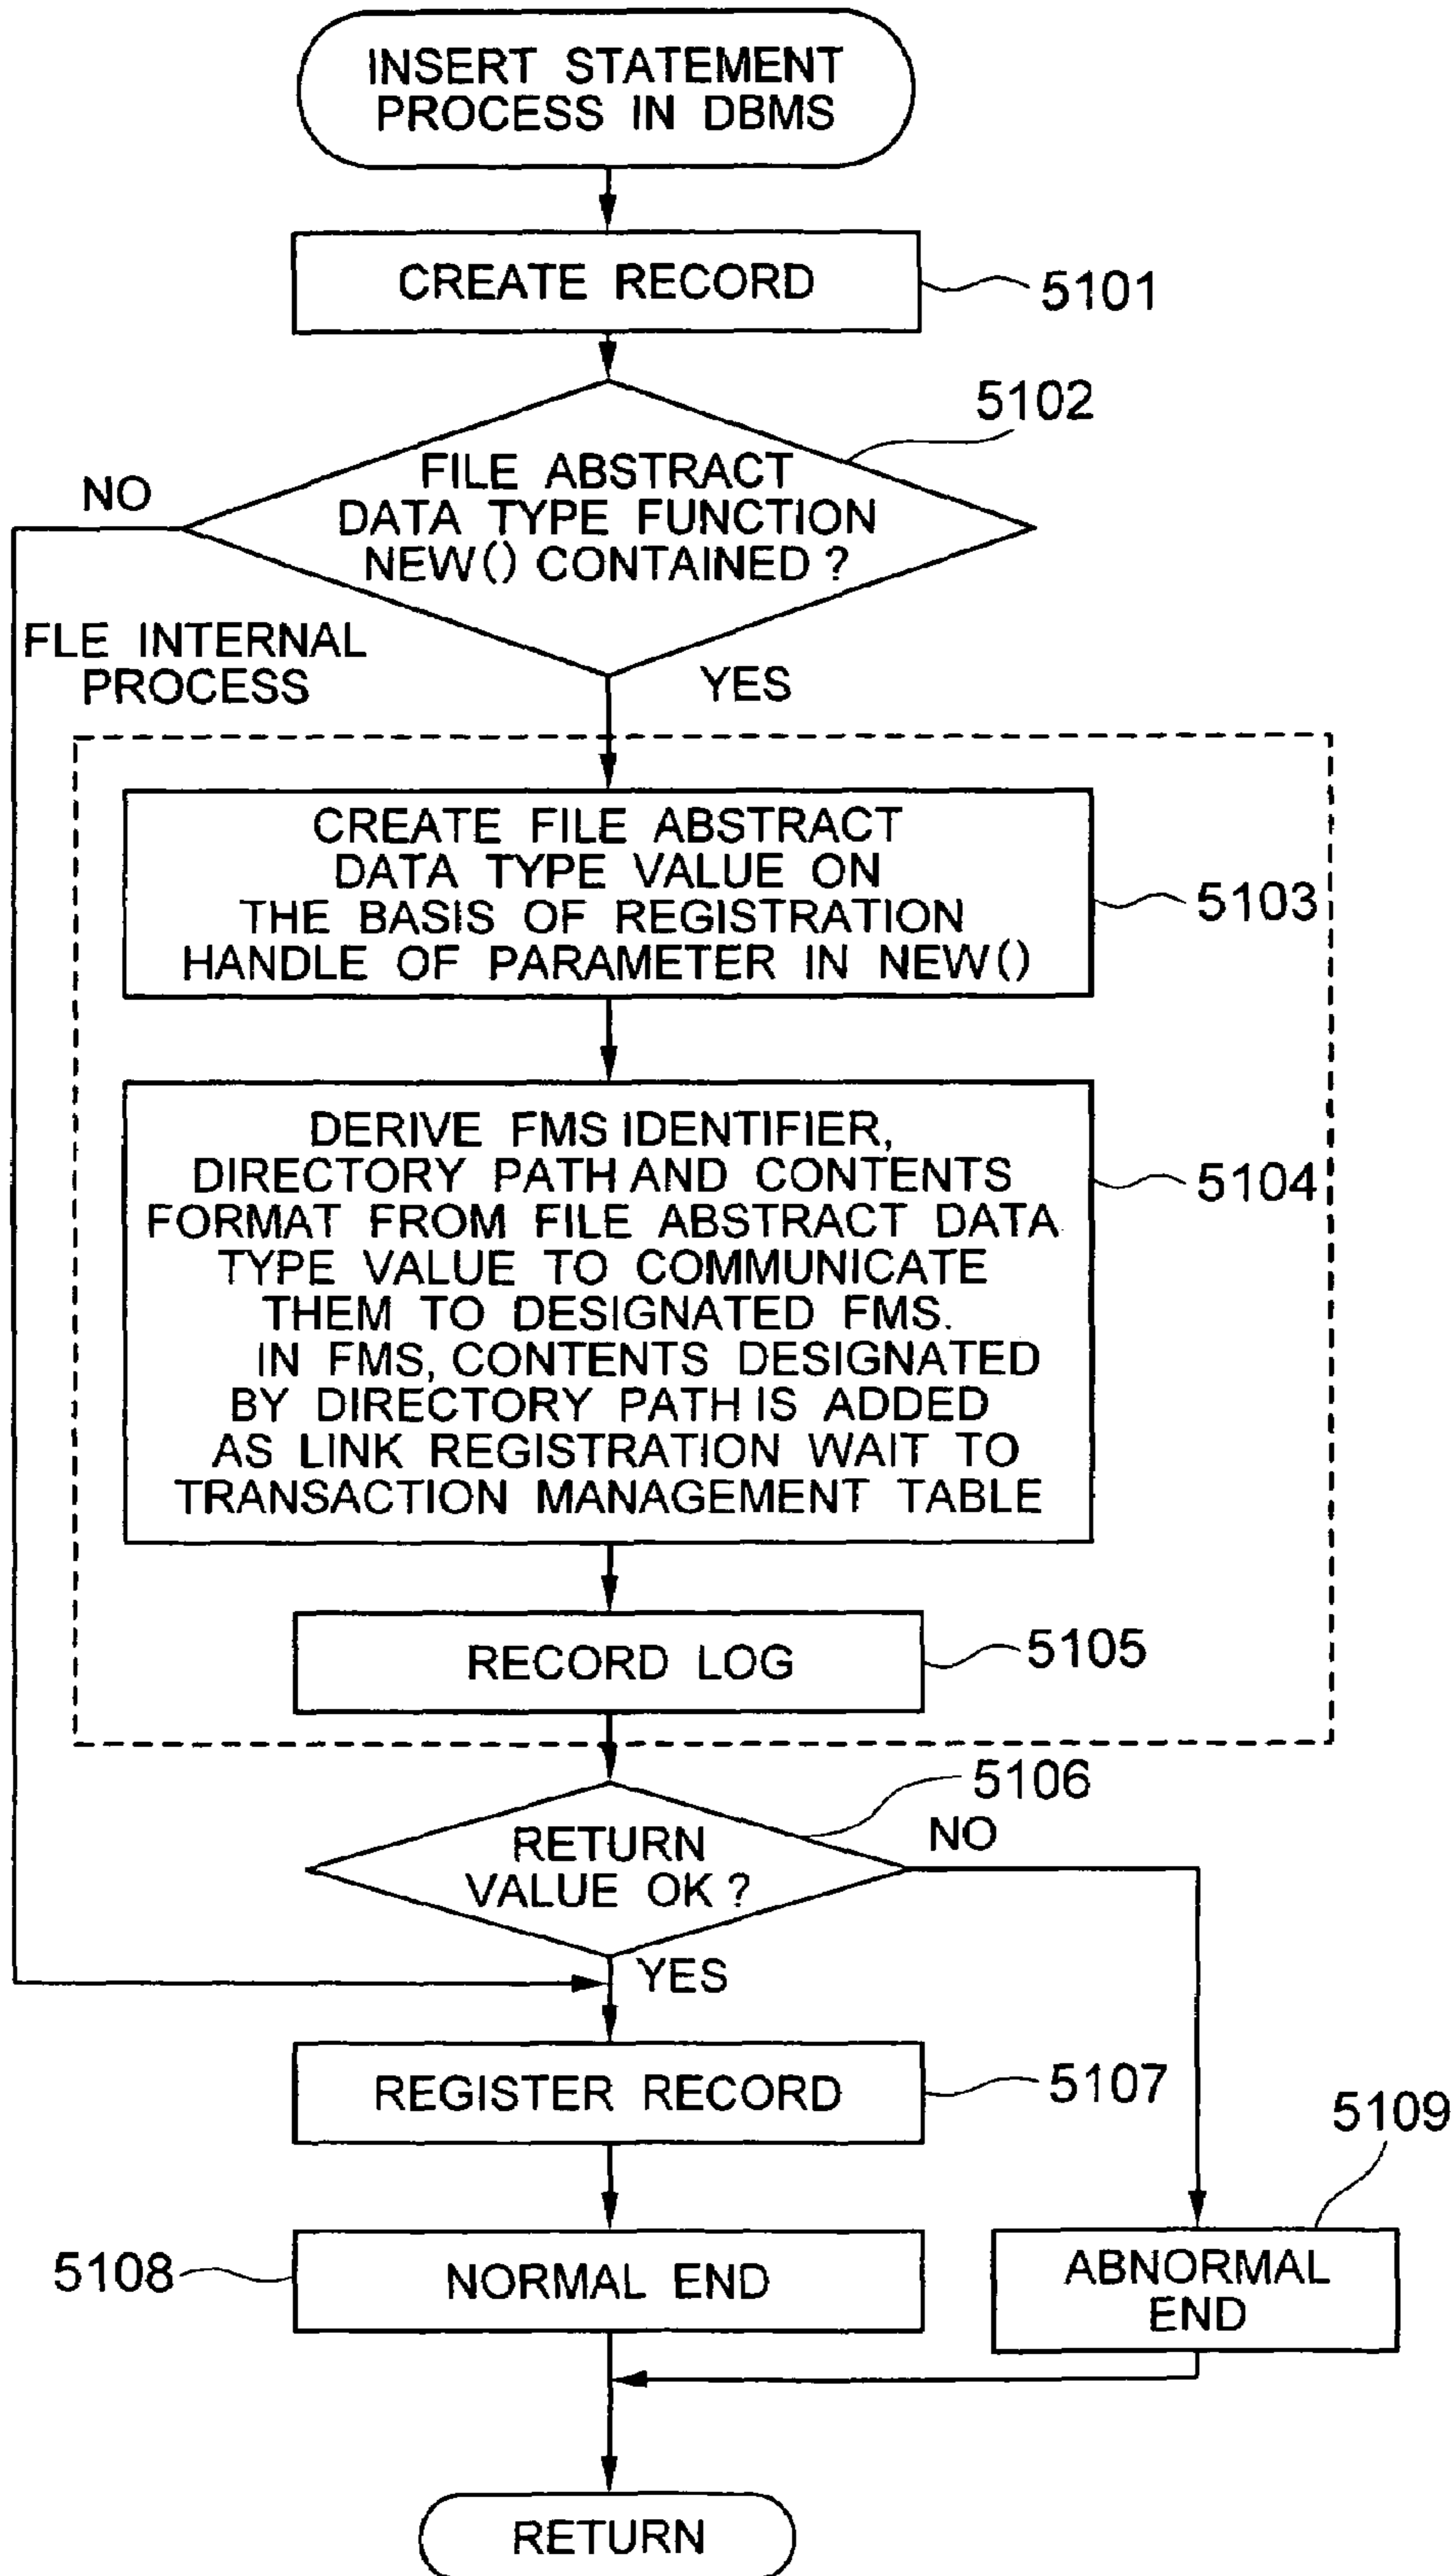 INSERT STATEMENT
PROCESS IN DBMS
CREATE RECORD
5101
5102
FILE ABSTRACT
DATA TYPE FUNCTION
NEW() CONTAINED ?
NO
FLE INTERNAL
PROCESS
YES
CREATE FILE ABSTRACT
DATA TYPE VALUE ON
THE BASIS OF REGISTRATION
HANDLE OF PARAMETER IN NEW()
5103
DERIVE FMS IDENTIFIER,
DIRECTORY PATH AND CONTENTS
FORMAT FROM FILE ABSTRACT DATA
TYPE VALUE TO COMMUNICATE
THEM TO DESIGNATED FMS.
IN FMS, CONTENTS DESIGNATED
BY DIRECTORY PATH IS ADDED
AS LINK REGISTRATION WAIT TO
TRANSACTION MANAGEMENT TABLE
5104
RECORD LOG
5105
5106
RETURN
VALUE OK ?
NO
YES
REGISTER RECORD
5107
5109
5108
NORMAL END
ABNORMAL
END
RETURN